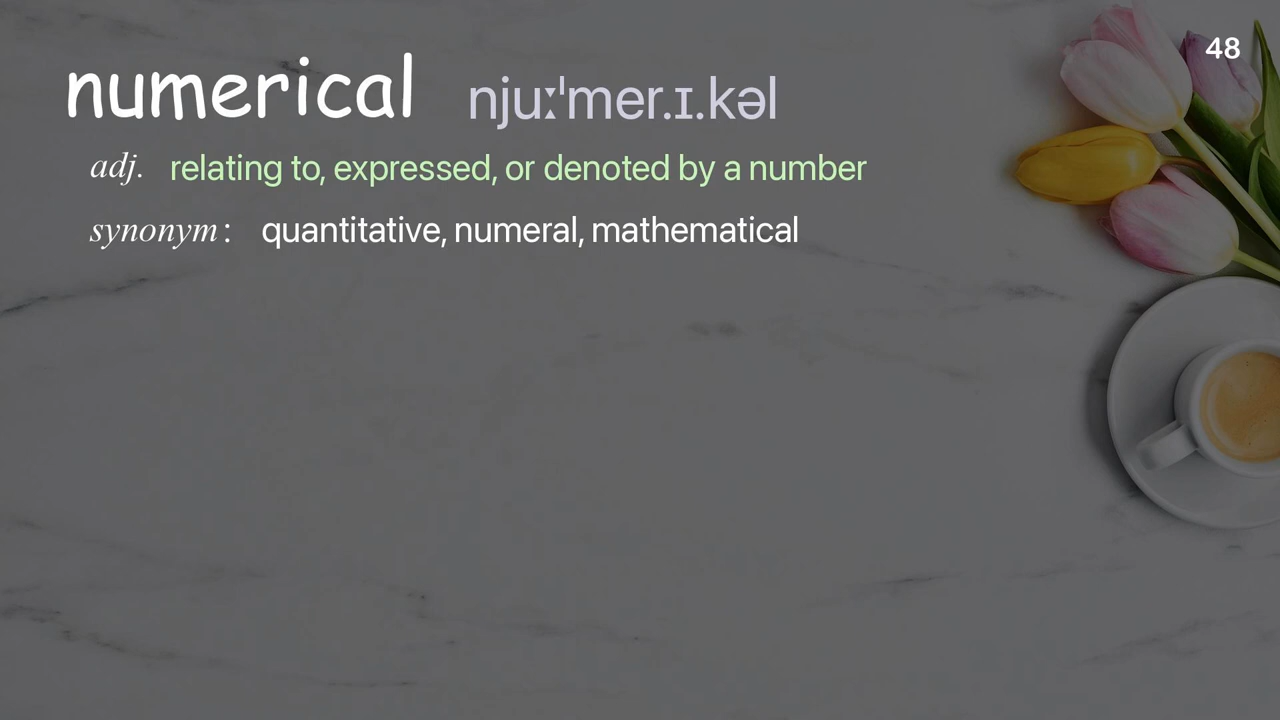 48
numerical njuːˈmer.ɪ.kəl
adj. relating to, expressed, or denoted by a number
synonym: quantitative, numeral, mathematical